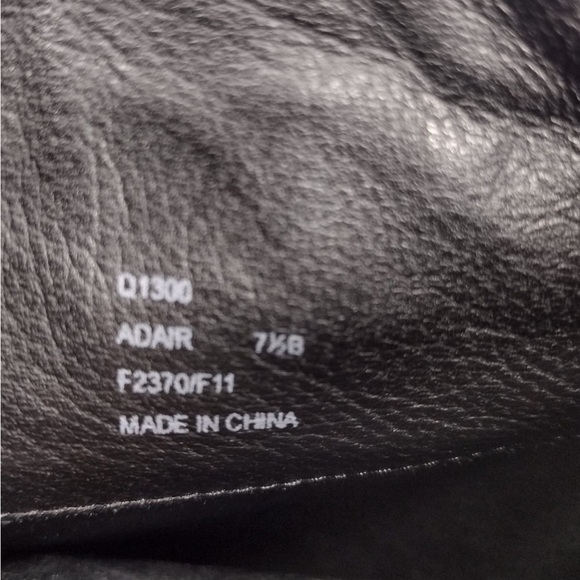 Q1300
ADAIR 7½B
F2370/F11
MADE IN CHINA